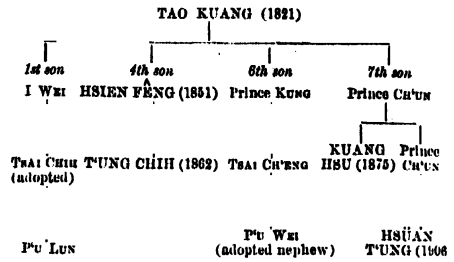 TAO KUANG (1821)
1st son 4th son 6th son 7th son
I WEI HSIEN FÊNG (1851) Prince KUNG Prince CH'UN
KUANG Prince
TSAI CHIH T'UNG CHIH (1862) TSAI CH'ENG HSU (1875) CH'UN
(adopted)
P'U WEI HSÜAN
P'U LUN (adopted nephew) T'UNG (1908